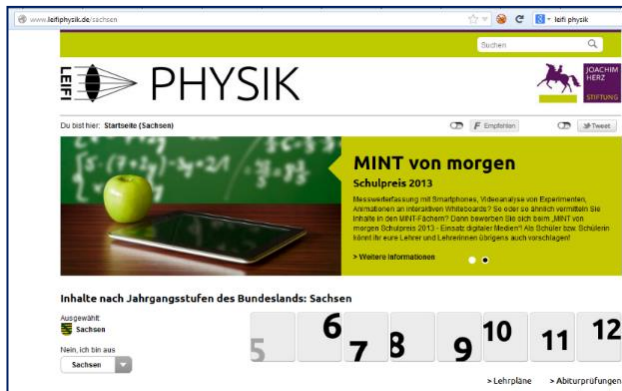 www.leifiphysik.de/sachsen
leifi physik
Suchen
LEIFI PHYSIK
JOACHIM
HERZ
STIFTUNG
Du bist hier: Startseite (Sachsen)
Empfehlen
Tweet
MINT von morgen
Schulpreis 2013
Messwerterfassung mit Smartphones, Videoanalyse von Experimenten,
Animationen an interaktiven Whiteboards? So oder so ähnlich vermitteln Sie
Inhalte in den MINT-Fächern? Dann bewerben Sie sich beim „MINT von
morgen Schulpreis 2013 - Einsatz digitaler Medien“! Als Schüler bzw. Schülerin
könnt ihr eure Lehrer und Lehrerinnen übrigens auch vorschlagen!
> Weitere Informationen
Inhalte nach Jahrgangsstufen des Bundeslands: Sachsen
Ausgewählt:
Sachsen
Nein, ich bin aus
Sachsen
5 6 7 8 9 10 11 12
> Lehrpläne > Abiturprüfungen